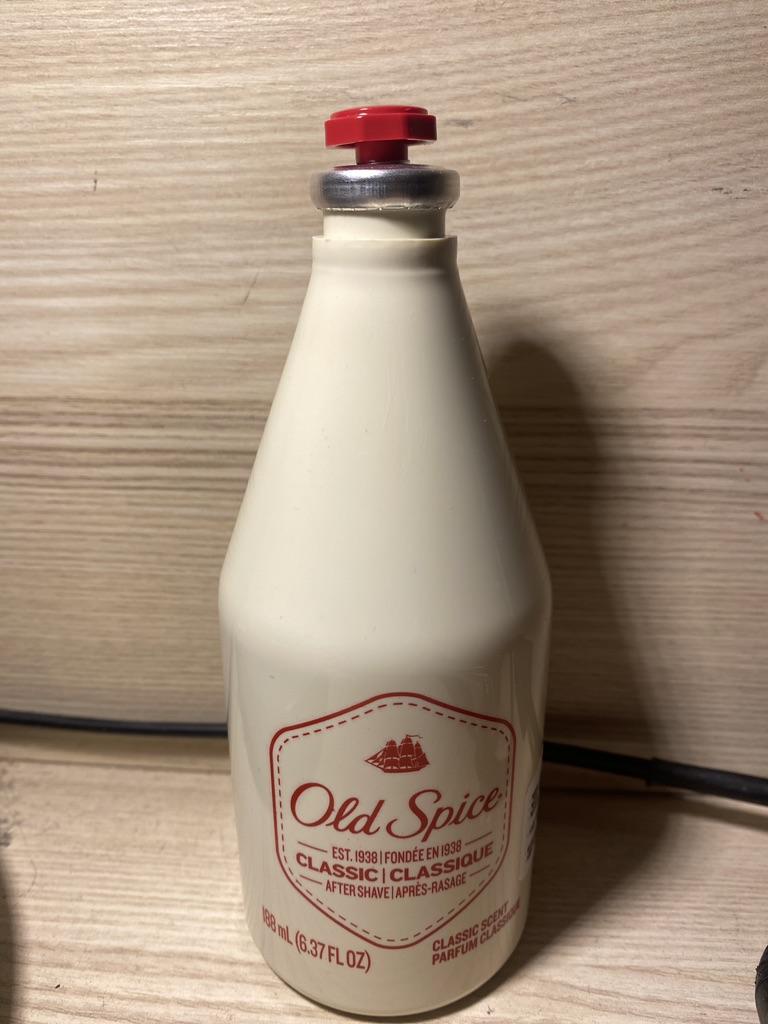 Old Spice
EST. 1938 | FONDÉE EN 1938
CLASSIC | CLASSIQUE
AFTER SHAVE | APRÈS-RASAGE
188 mL (6.37 FL OZ)
CLASSIC SCENT
PARFUM CLASSIQUE